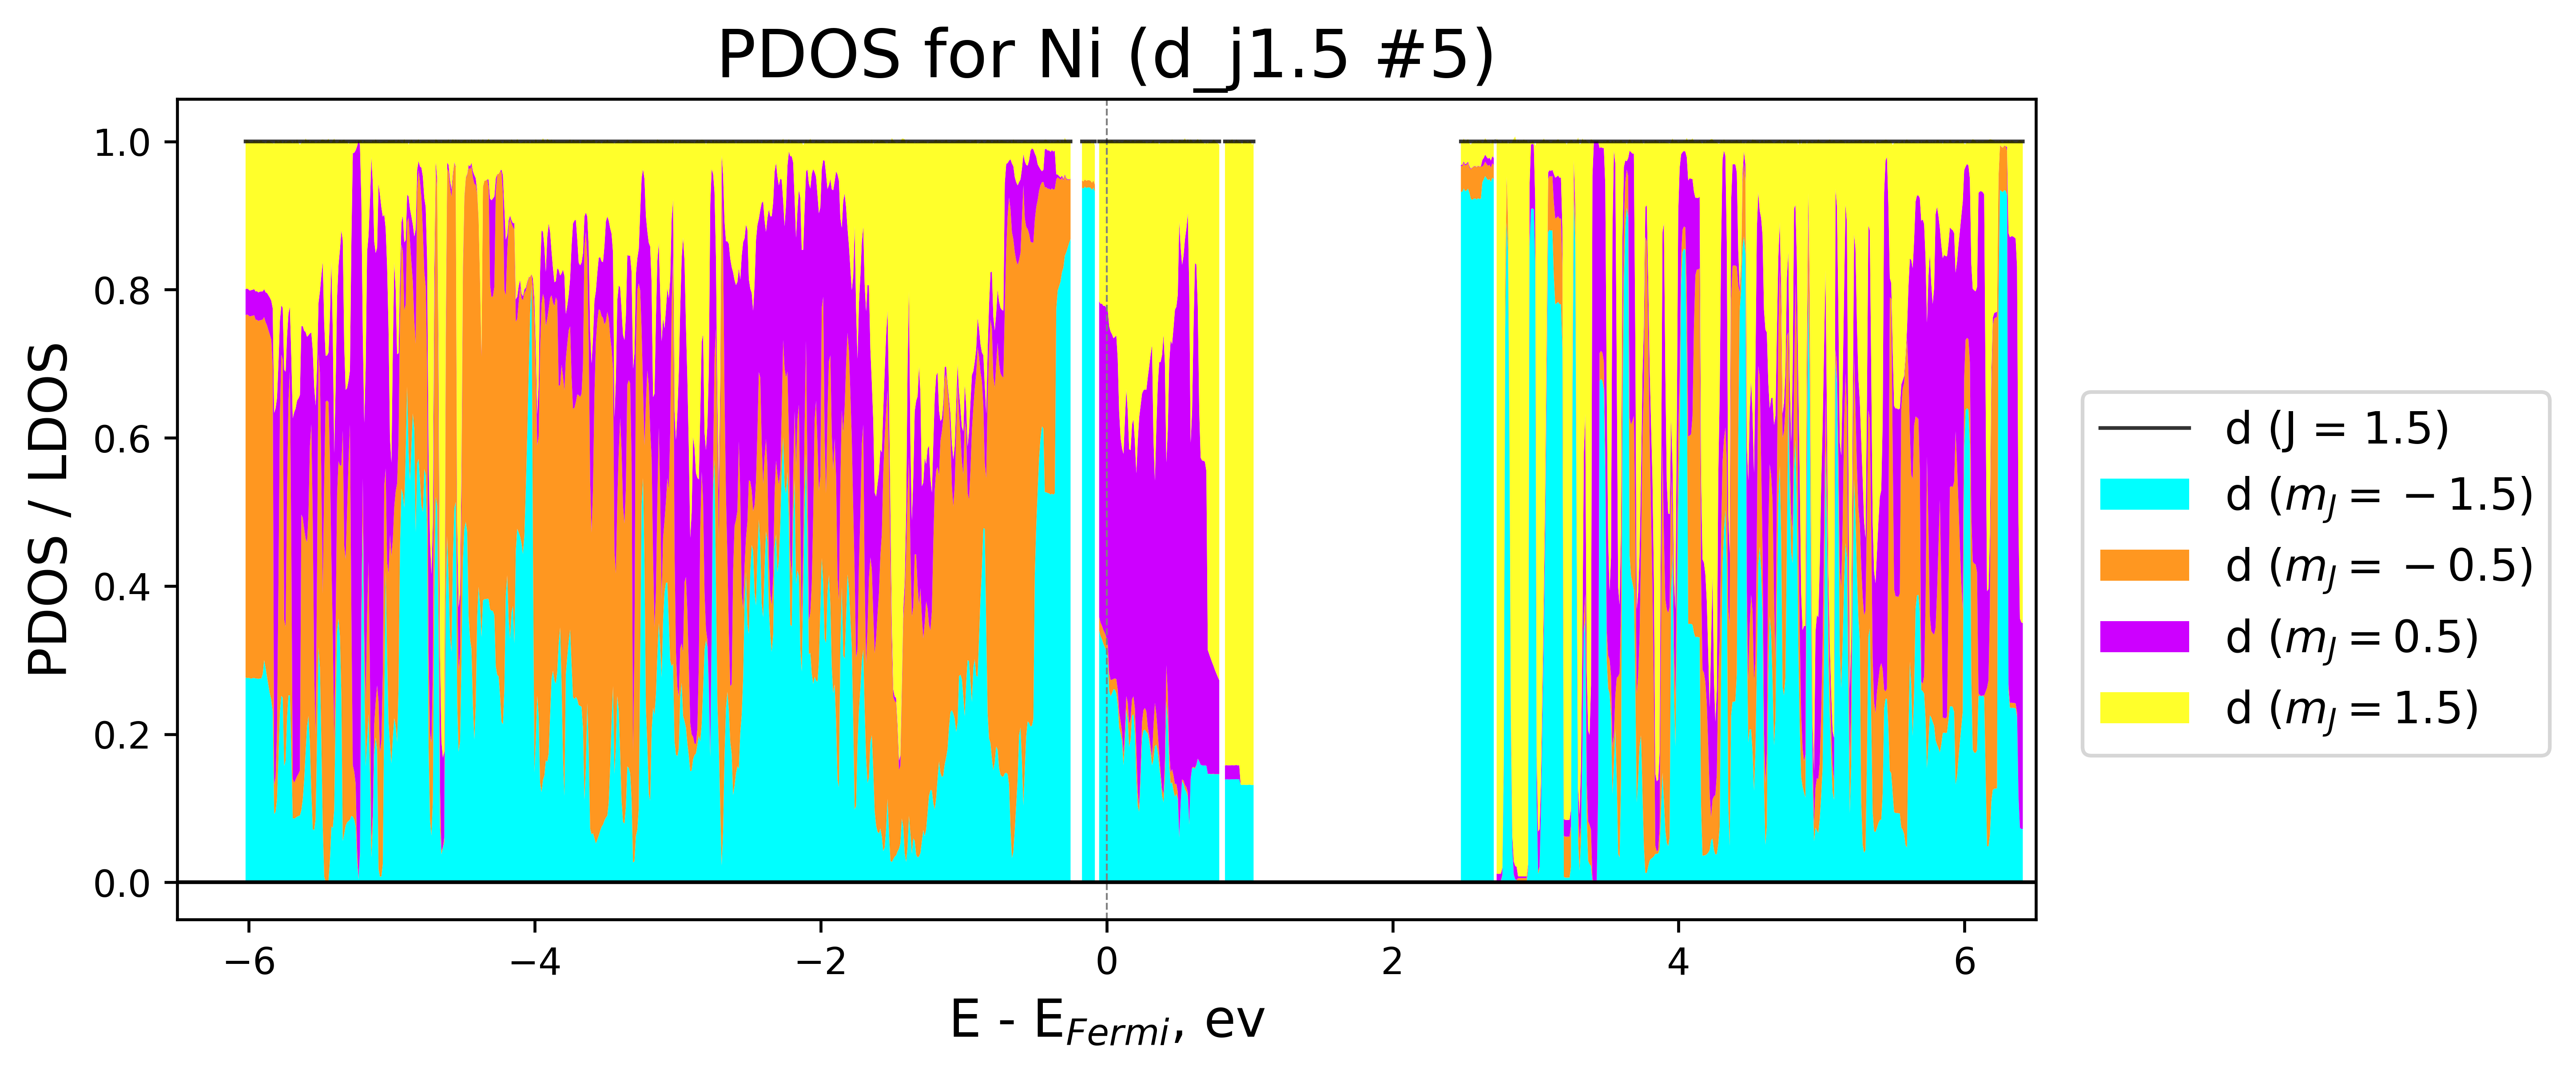 PDOS for Ni (d_j1.5 #5)
PDOS / LDOS
1.0
0.8
0.6
0.4
0.2
0.0
−6
−4
−2
0
2
4
6
E - E_Fermi, ev
d (J = 1.5)
d (m_J = −1.5)
d (m_J = −0.5)
d (m_J = 0.5)
d (m_J = 1.5)